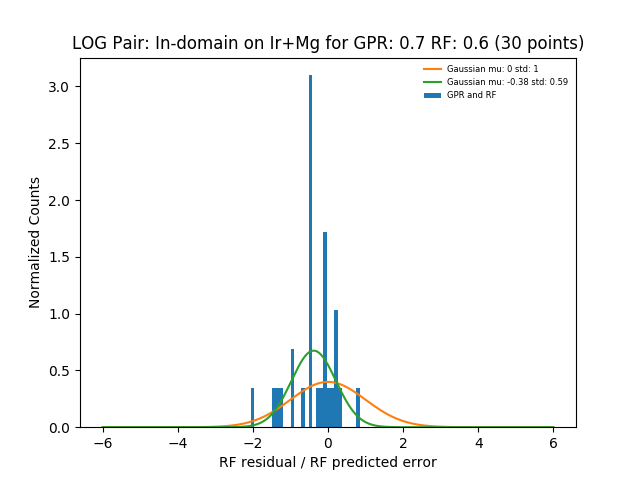 LOG Pair: In-domain on Ir+Mg for GPR: 0.7 RF: 0.6 (30 points)
Gaussian mu: 0 std: 1
Gaussian mu: -0.38 std: 0.59
GPR and RF
Normalized Counts
3.0
2.5
2.0
1.5
1.0
0.5
0.0
−6 −4 −2 0 2 4 6
RF residual / RF predicted error